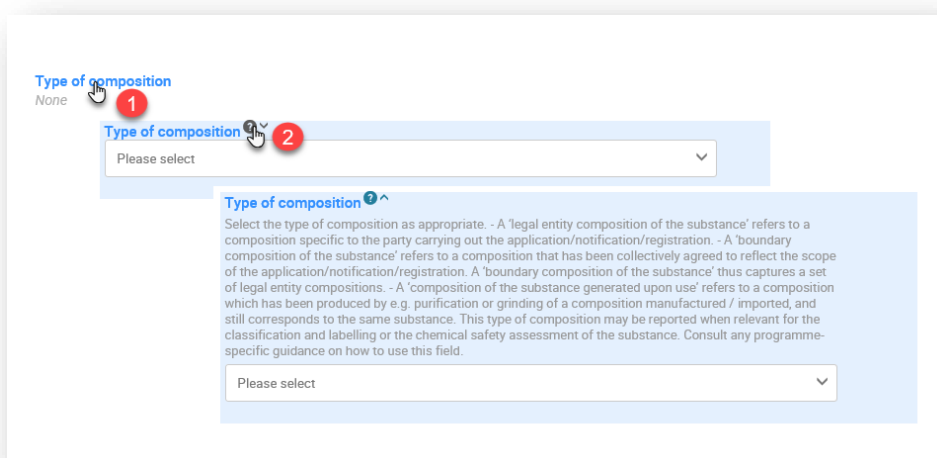 Type of composition
None
1
Type of composition ?
2
Please select
Type of composition ?
Select the type of composition as appropriate. - A 'legal entity composition of the substance' refers to a
composition specific to the party carrying out the application/notification/registration. - A 'boundary
composition of the substance' refers to a composition that has been collectively agreed to reflect the scope
of the application/notification/registration. A 'boundary composition of the substance' thus captures a set
of legal entity compositions. - A 'composition of the substance generated upon use' refers to a composition
which has been produced by e.g. purification or grinding of a composition manufactured / imported, and
still corresponds to the same substance. This type of composition may be reported when relevant for the
classification and labelling or the chemical safety assessment of the substance. Consult any programme-
specific guidance on how to use this field.
Please select